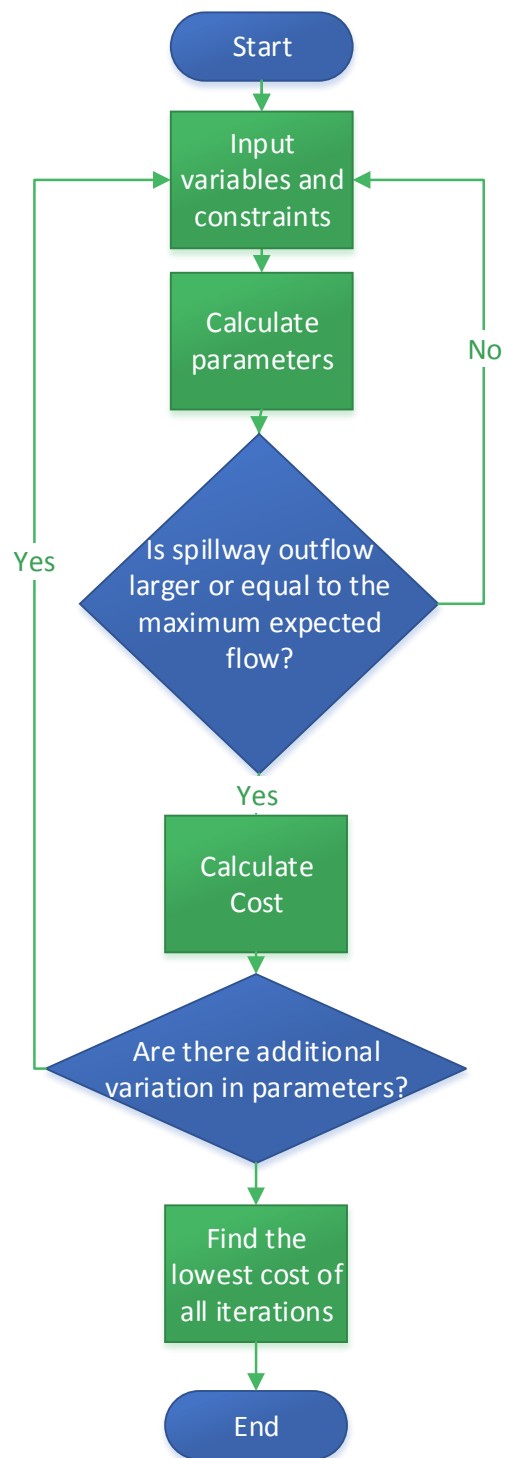 Start
Input
variables and
constraints
Calculate
parameters
No
Is spillway outflow
larger or equal to the
maximum expected
flow?
Yes
Yes
Calculate
Cost
Are there additional
variation in parameters?
Find the
lowest cost of
all iterations
End